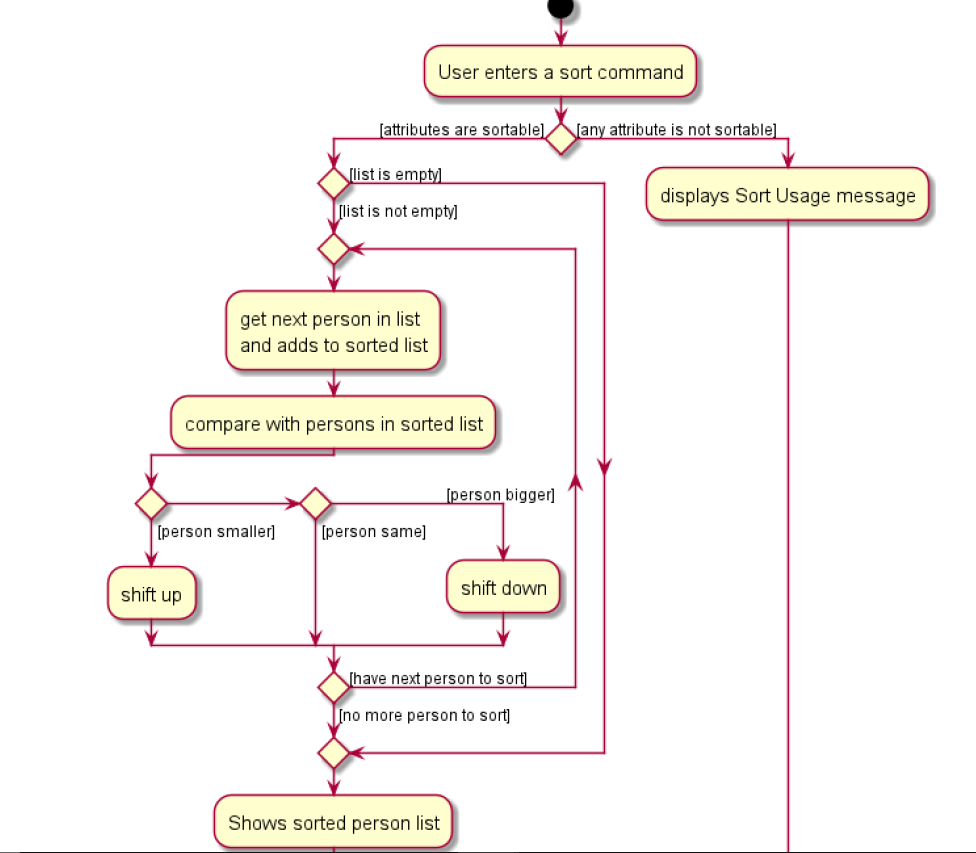 User enters a sort command
[attributes are sortable]
[any attribute is not sortable]
[list is empty]
displays Sort Usage message
[list is not empty]
get next person in list
and adds to sorted list
compare with persons in sorted list
[person bigger]
[person smaller]
[person same]
shift up
shift down
[have next person to sort]
[no more person to sort]
Shows sorted person list